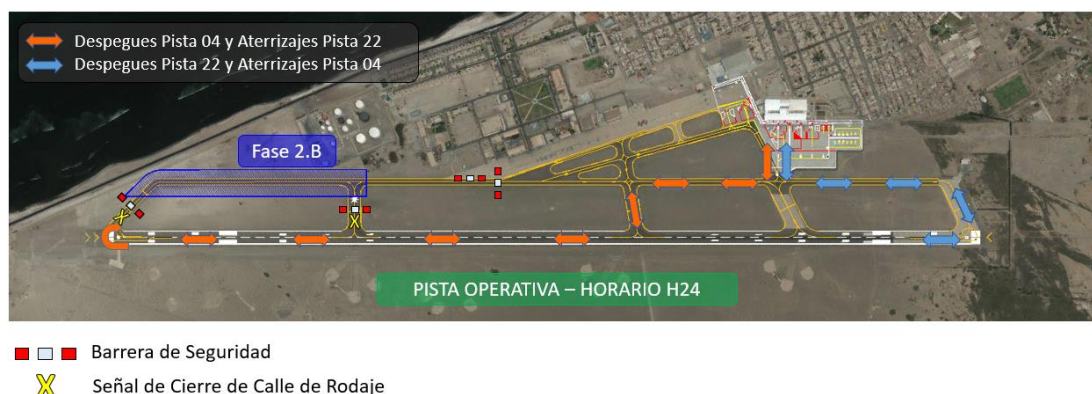 Despegues Pista 04 y Aterrizajes Pista 22
Despegues Pista 22 y Aterrizajes Pista 04
Fase 2.B
PISTA OPERATIVA – HORARIO H24
Barrera de Seguridad
Señal de Cierre de Calle de Rodaje